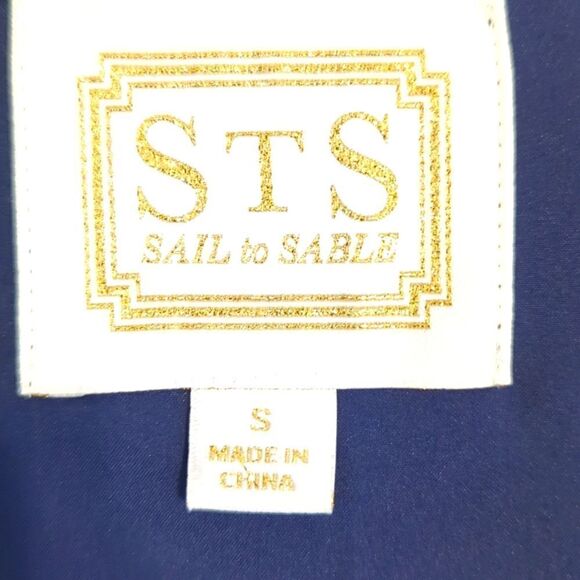 STS
SAIL to SABLE
S
MADE IN
CHINA